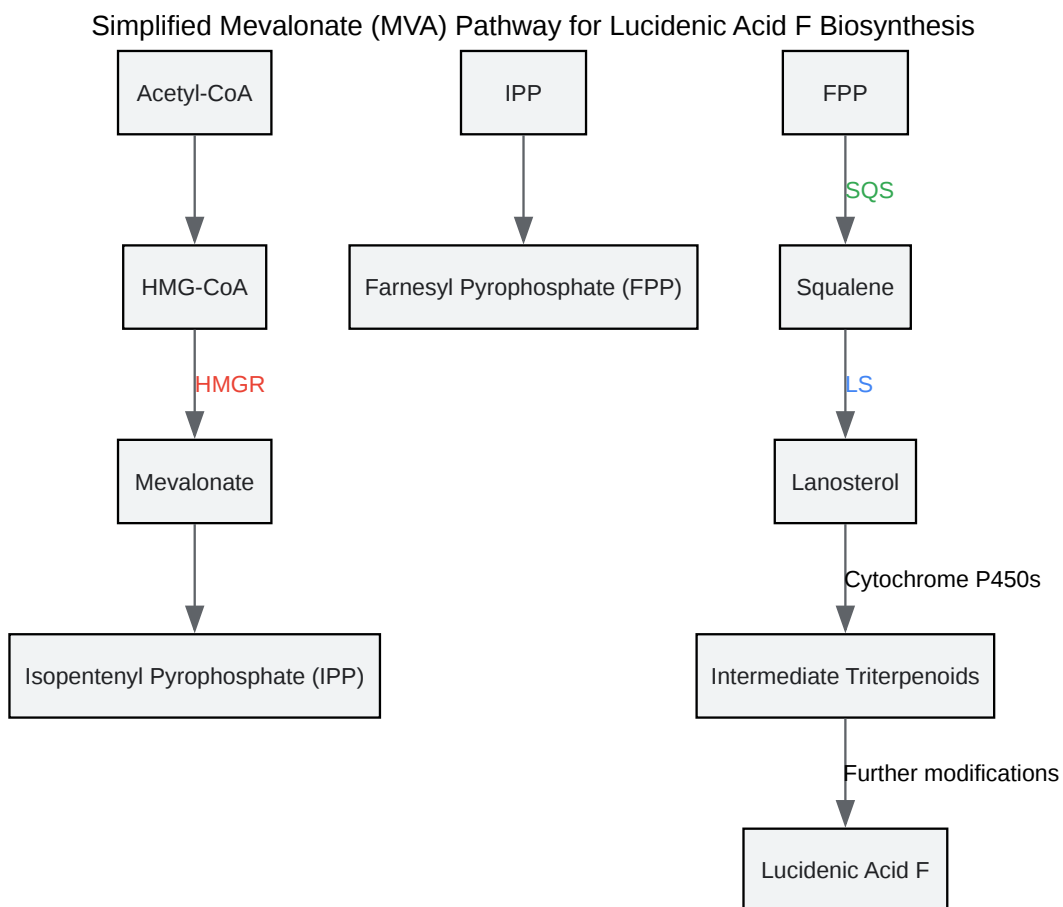 Simplified Mevalonate (MVA) Pathway for Lucidenic Acid F Biosynthesis
Acetyl-CoA
IPP
FPP
SQS
HMG-CoA
Farnesyl Pyrophosphate (FPP)
Squalene
HMGR
LS
Mevalonate
Lanosterol
Cytochrome P450s
Isopentenyl Pyrophosphate (IPP)
Intermediate Triterpenoids
Further modifications
Lucidenic Acid F